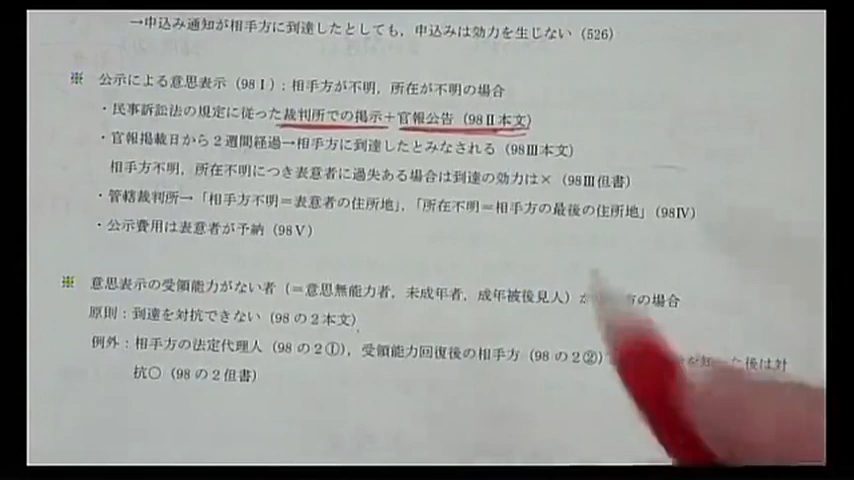 →申込み通知が相手方に到達したとしても，申込みは効力を生じない（526）
※ 公示による意思表示（98Ⅰ）：相手方が不明，所在が不明の場合
・民事訴訟法の規定に従った裁判所での掲示＋官報公告（98Ⅱ本文）
・官報掲載日から２週間経過→相手方に到達したとみなされる（98Ⅲ本文）
相手方不明，所在不明につき表意者に過失ある場合は到達の効力は×（98Ⅲ但書）
・管轄裁判所→「相手方不明＝表意者の住所地」，「所在不明＝相手方の最後の住所地」（98Ⅳ）
・公示費用は表意者が予納（98Ⅴ）
※ 意思表示の受領能力がない者（＝意思無能力者，未成年者，成年被後見人）が 方の場合
原則：到達を対抗できない（98の２本文）
例外：相手方の法定代理人（98の２①），受領能力回復後の相手方（98の２②） を知った後は対
抗〇（98の２但書）